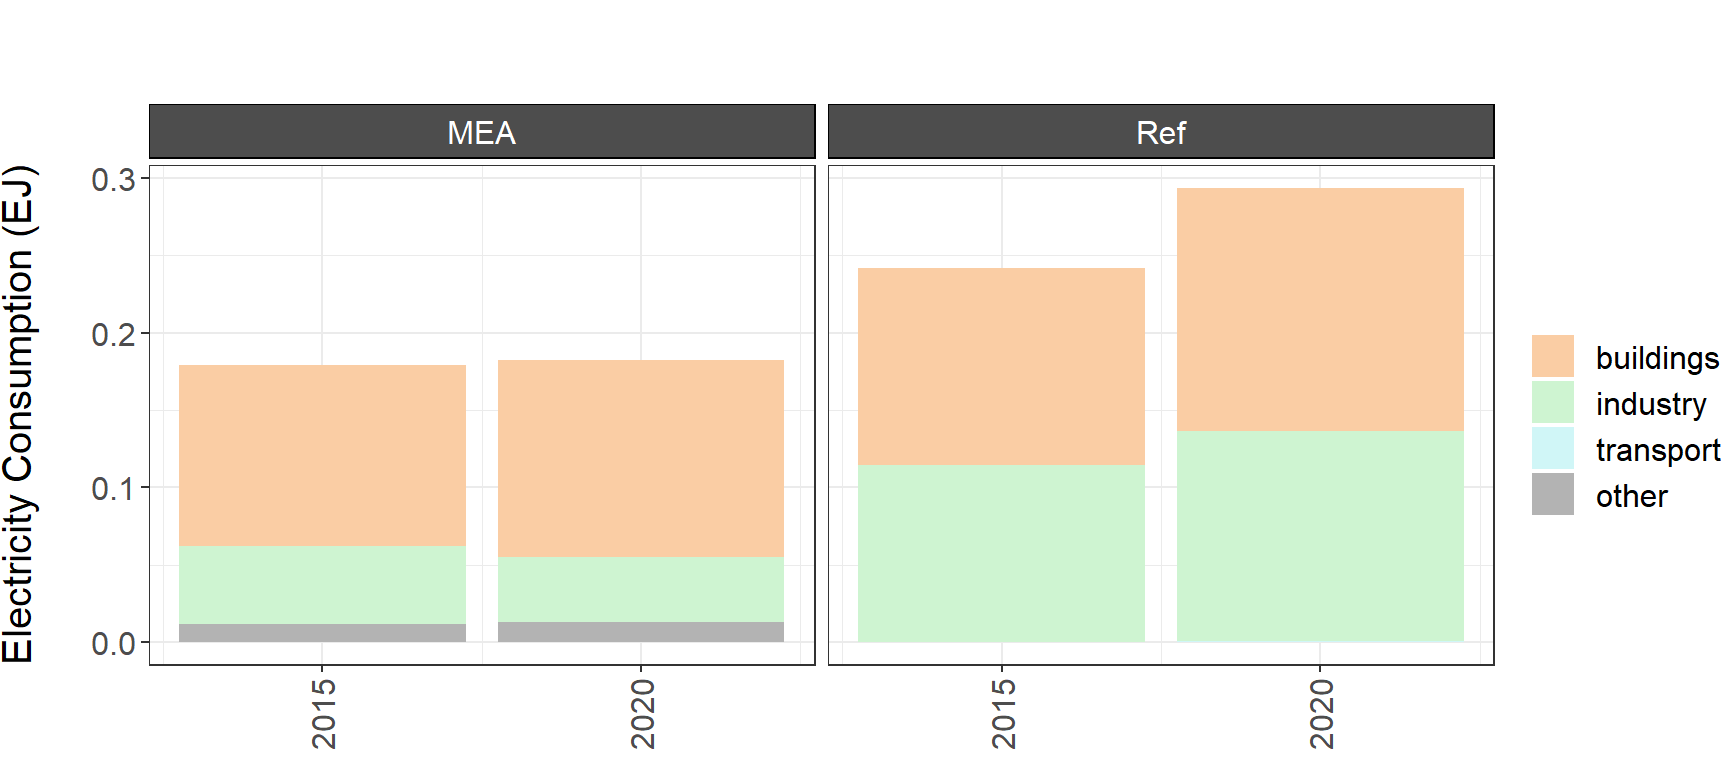 MEA
Ref
Electricity Consumption (EJ)
0.3
0.2
0.1
0.0
2015
2020
2015
2020
buildings
industry
transport
other